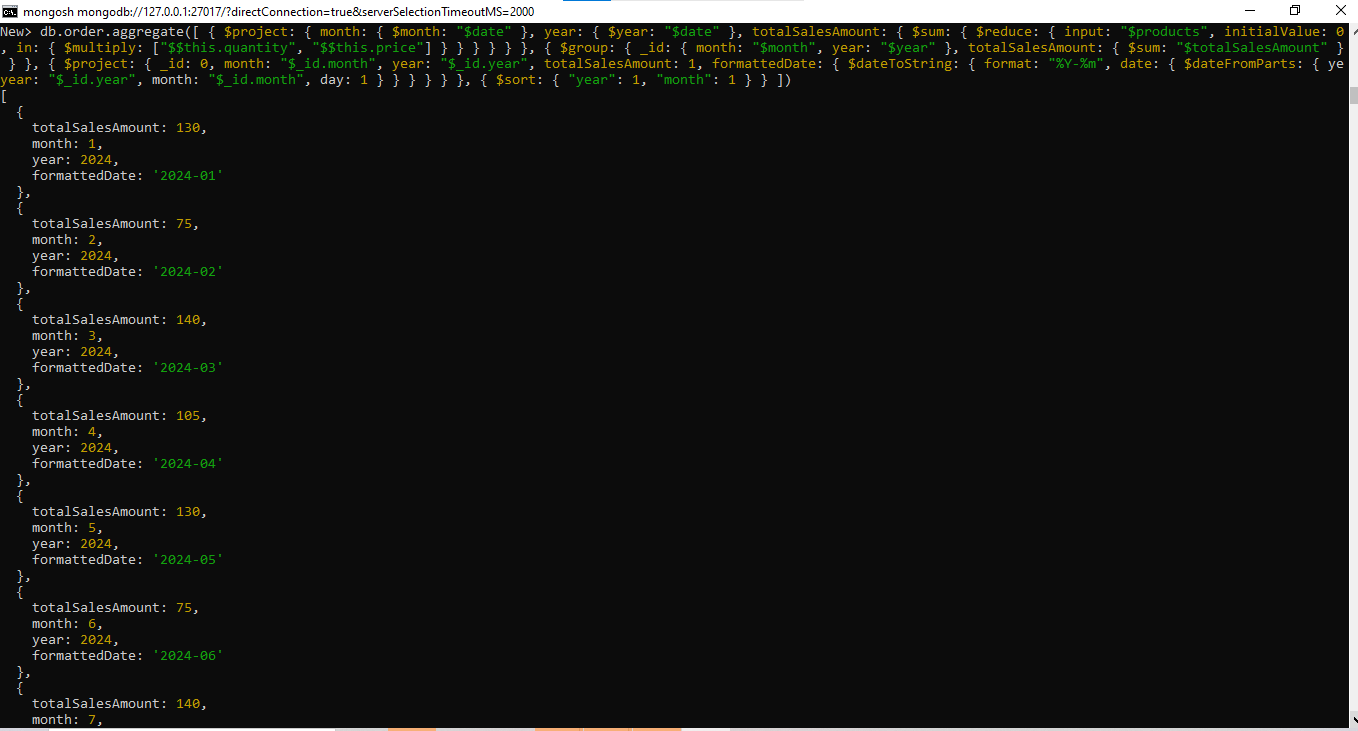 mongosh mongodb://127.0.0.1:27017/?directConnection=true&serverSelectionTimeoutMS=2000
New> db.order.aggregate([ { $project: { month: { $month: "$date" }, year: { $year: "$date" }, totalSalesAmount: { $sum: { $reduce: { input: "$products", initialValue: 0
, in: { $multiply: ["$$this.quantity", "$$this.price"] } } } } } }, { $group: { _id: { month: "$month", year: "$year" }, totalSalesAmount: { $sum: "$totalSalesAmount" }
 } }, { $project: { _id: 0, month: "$_id.month", year: "$_id.year", totalSalesAmount: 1, formattedDate: { $dateToString: { format: "%Y-%m", date: { $dateFromParts: { ye
year: "$_id.year", month: "$_id.month", day: 1 } } } } } }, { $sort: { "year": 1, "month": 1 } } ])
[
  {
    totalSalesAmount: 130,
    month: 1,
    year: 2024,
    formattedDate: '2024-01'
  },
  {
    totalSalesAmount: 75,
    month: 2,
    year: 2024,
    formattedDate: '2024-02'
  },
  {
    totalSalesAmount: 140,
    month: 3,
    year: 2024,
    formattedDate: '2024-03'
  },
  {
    totalSalesAmount: 105,
    month: 4,
    year: 2024,
    formattedDate: '2024-04'
  },
  {
    totalSalesAmount: 130,
    month: 5,
    year: 2024,
    formattedDate: '2024-05'
  },
  {
    totalSalesAmount: 75,
    month: 6,
    year: 2024,
    formattedDate: '2024-06'
  },
  {
    totalSalesAmount: 140,
    month: 7,